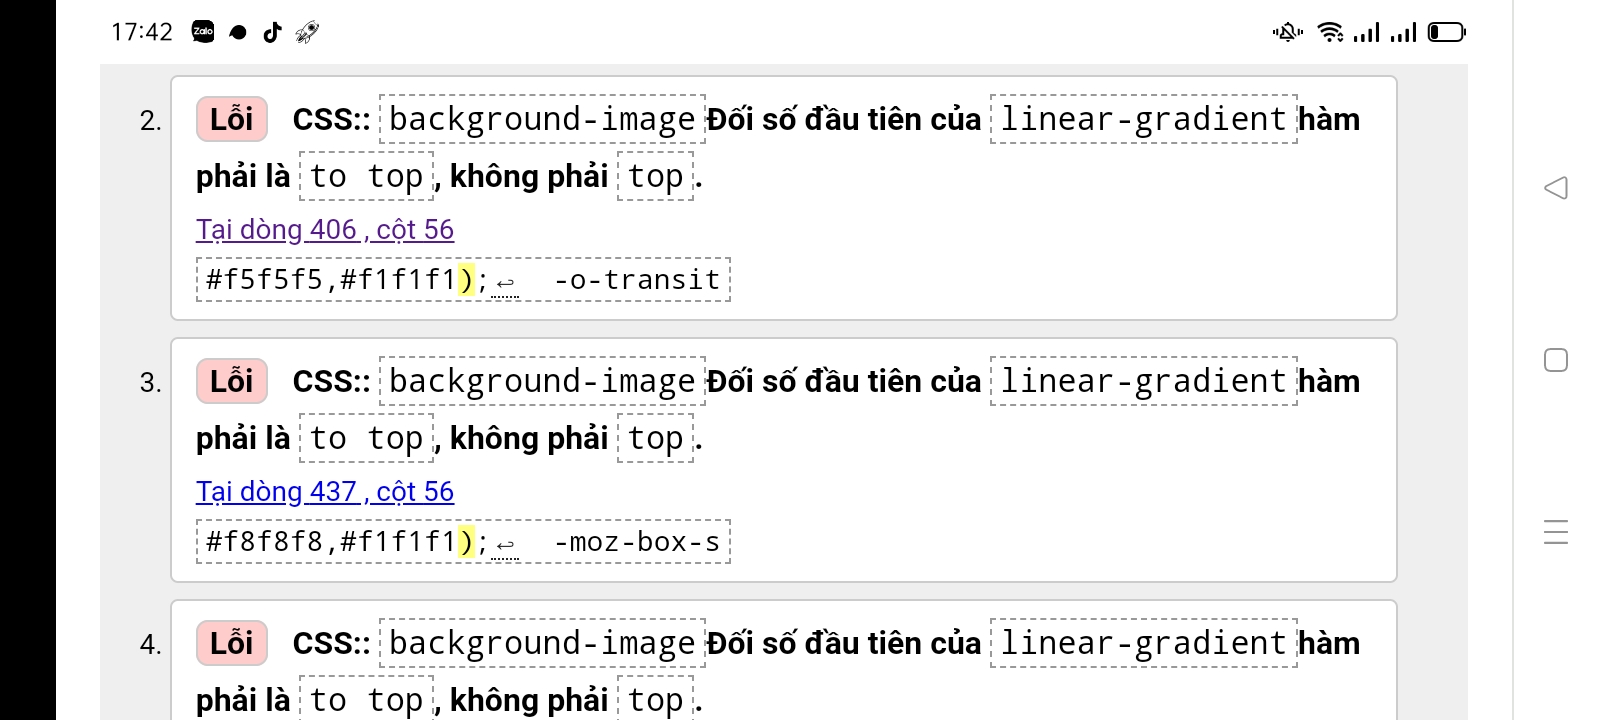 17:42 Zalo
2. Lỗi CSS:: background-image Đối số đầu tiên của linear-gradient hàm
phải là to top, không phải top.
Tại dòng 406 , cột 56
#f5f5f5,#f1f1f1);↩ -o-transit
3. Lỗi CSS:: background-image Đối số đầu tiên của linear-gradient hàm
phải là to top, không phải top.
Tại dòng 437 , cột 56
#f8f8f8,#f1f1f1);↩ -moz-box-s
4. Lỗi CSS:: background-image Đối số đầu tiên của linear-gradient hàm
phải là to top, không phải top.